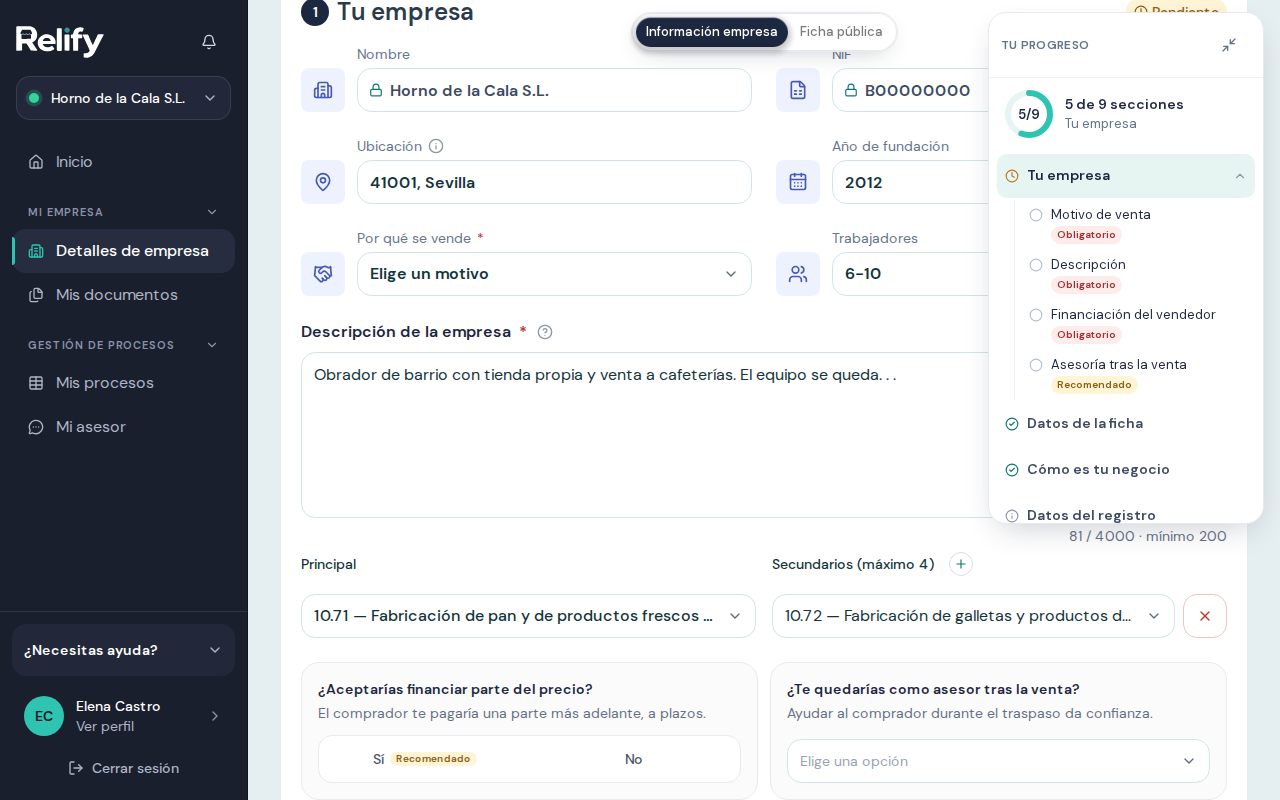 Relify
Horno de la Cala S.L.
Inicio
MI EMPRESA
Detalles de empresa
Mis documentos
GESTIÓN DE PROCESOS
Mis procesos
Mi asesor
¿Necesitas ayuda?
EC
Elena Castro
Ver perfil
Cerrar sesión
1 Tu empresa
Pendiente
Información empresa
Ficha pública
Nombre
Horno de la Cala S.L.
NIF
B00000000
Ubicación
41001, Sevilla
Año de fundación
2012
Por qué se vende *
Elige un motivo
Trabajadores
6-10
Descripción de la empresa *
Obrador de barrio con tienda propia y venta a cafeterías. El equipo se queda...
81 / 4000 · mínimo 200
Principal
Secundarios (máximo 4)
10.71 — Fabricación de pan y de productos frescos ...
10.72 — Fabricación de galletas y productos d...
¿Aceptarías financiar parte del precio?
El comprador te pagaría una parte más adelante, a plazos.
Sí Recomendado
No
¿Te quedarías como asesor tras la venta?
Ayudar al comprador durante el traspaso da confianza.
Elige una opción
TU PROGRESO
5/9
5 de 9 secciones
Tu empresa
Tu empresa
Motivo de venta
Obligatorio
Descripción
Obligatorio
Financiación del vendedor
Obligatorio
Asesoría tras la venta
Recomendado
Datos de la ficha
Cómo es tu negocio
Datos del registro